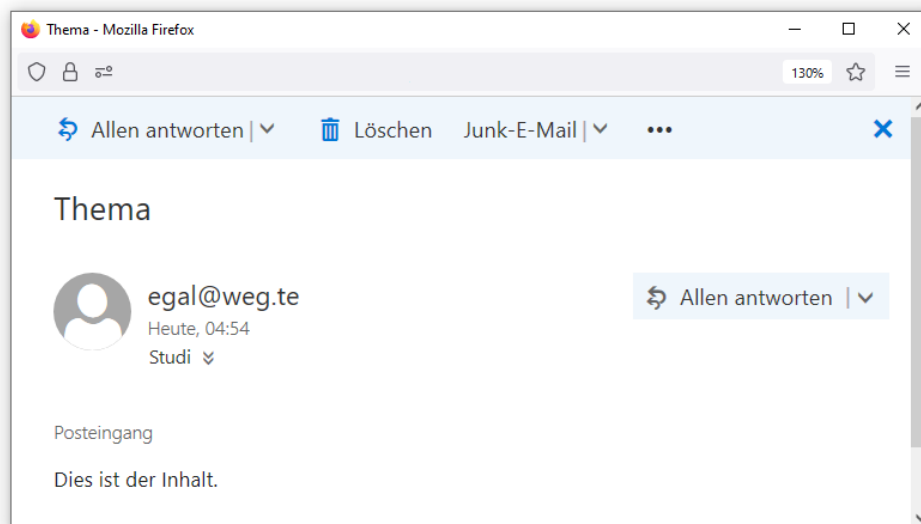 Thema - Mozilla Firefox
130%
Allen antworten | Löschen Junk-E-Mail | •••
Thema
egal@weg.te
Allen antworten |
Heute, 04:54
Studi
Posteingang
Dies ist der Inhalt.